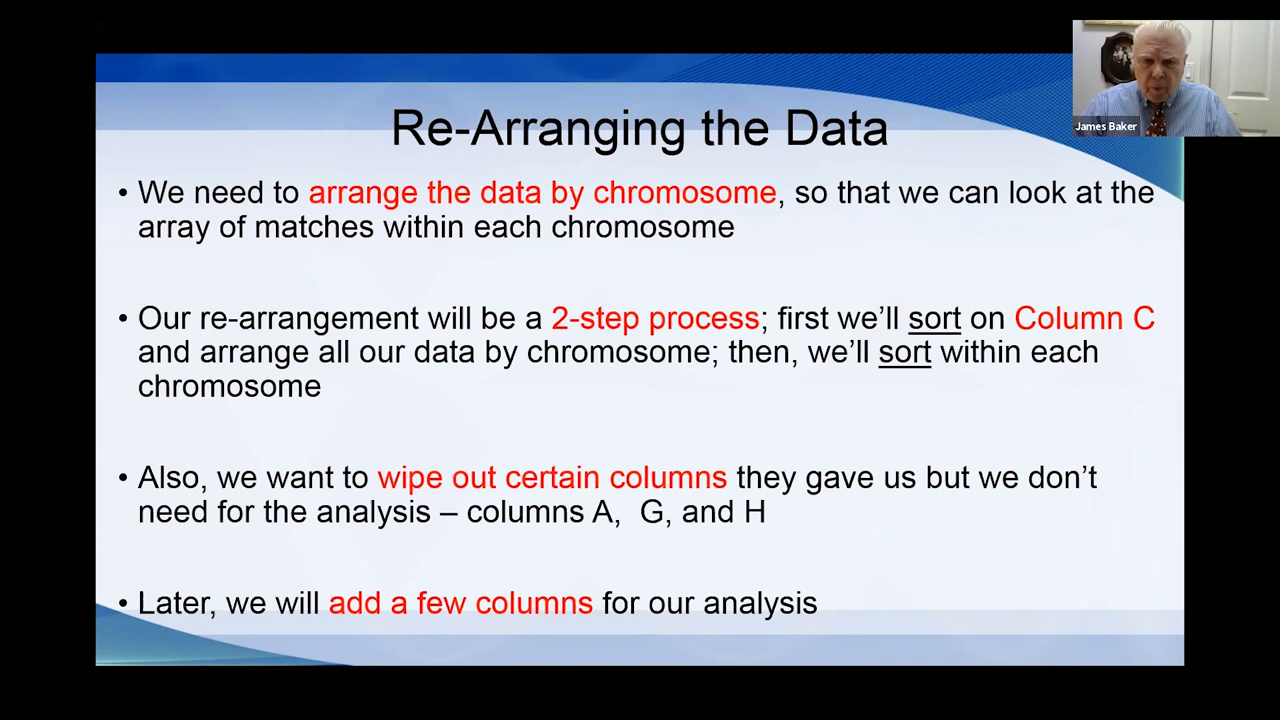 Re-Arranging the Data
James Baker
• We need to arrange the data by chromosome, so that we can look at the
array of matches within each chromosome
• Our re-arrangement will be a 2-step process; first we’ll sort on Column C
and arrange all our data by chromosome; then, we’ll sort within each
chromosome
• Also, we want to wipe out certain columns they gave us but we don’t
need for the analysis – columns A,  G, and H
• Later, we will add a few columns for our analysis